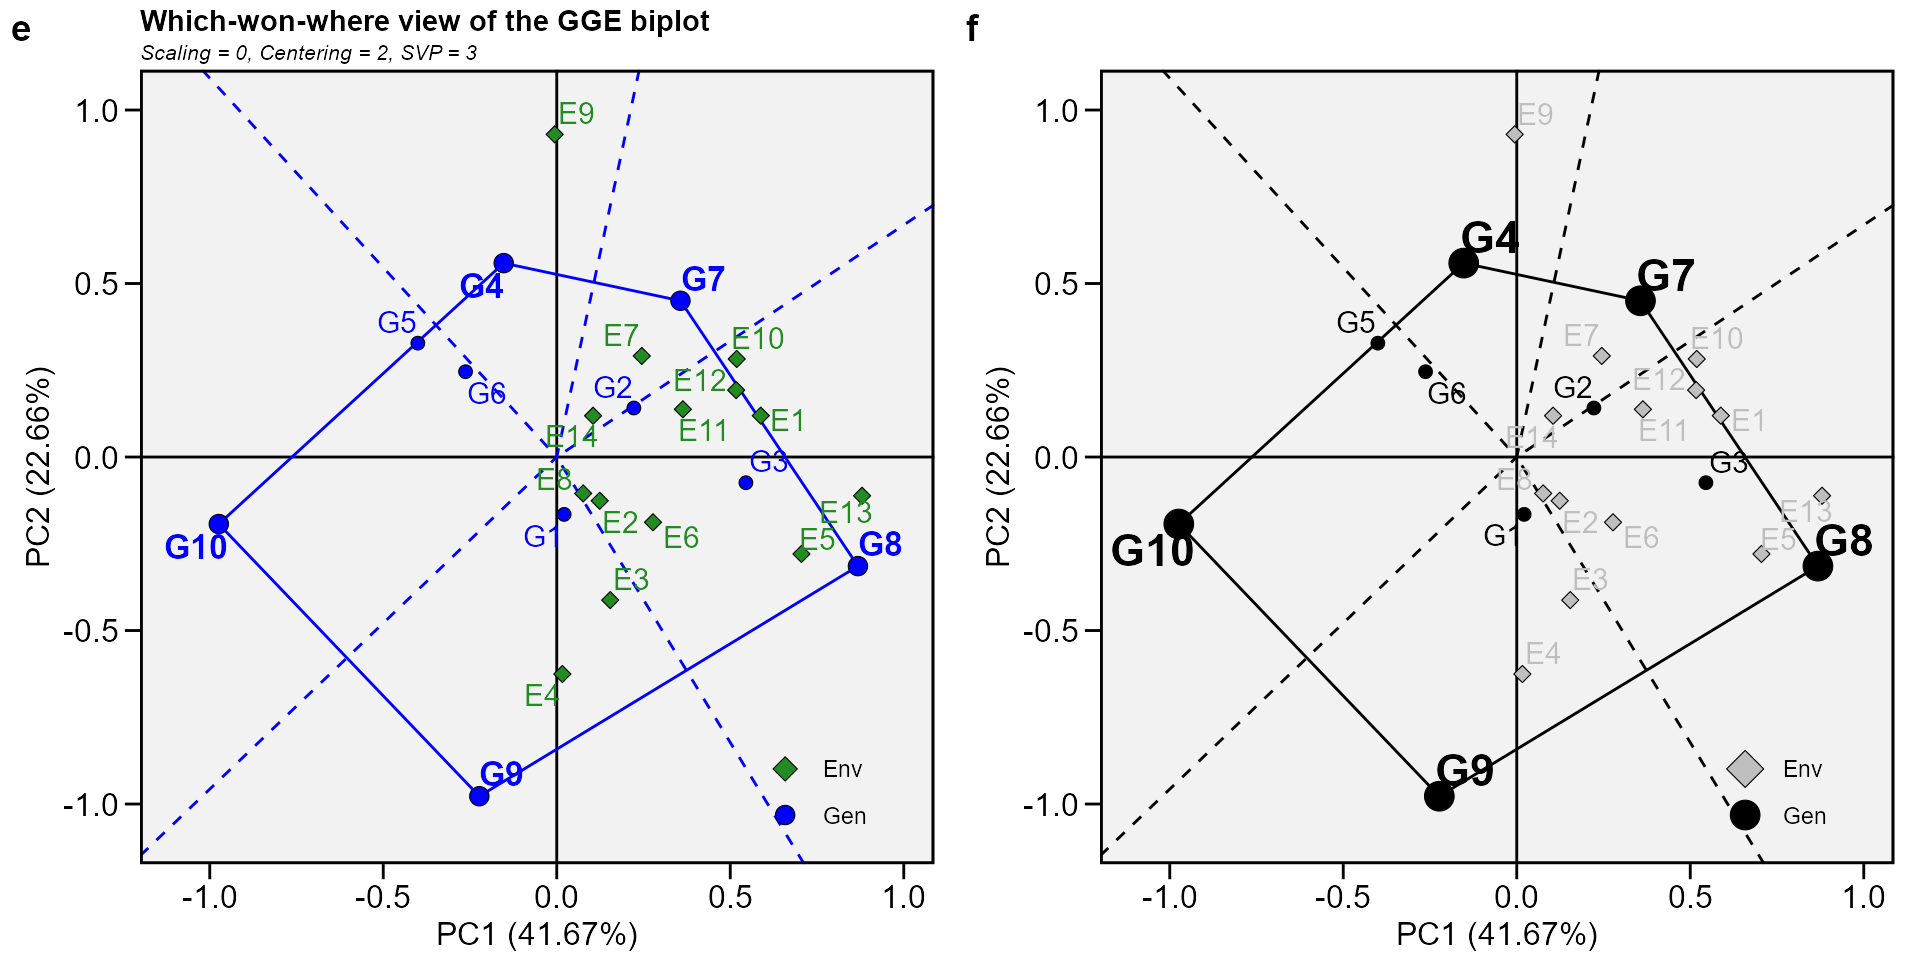 e
Which-won-where view of the GGE biplot
Scaling = 0, Centering = 2, SVP = 3
PC2 (22.66%)
1.0
0.5
0.0
-0.5
-1.0
E9
G4
G7
G5
E7
E10
G6
G2
E12
E14
E11
E1
E8
G3
E2
E6
E13
G1
E5
G8
G10
E3
E4
G9
Env
Gen
-1.0
-0.5
0.0
0.5
1.0
PC1 (41.67%)
f
PC2 (22.66%)
1.0
0.5
0.0
-0.5
-1.0
E9
G4
G7
G5
E7
E10
G6
G2
E12
E14
E11
E1
E8
G3
E2
E6
E13
G1
E5
G8
G10
E3
E4
G9
Env
Gen
-1.0
-0.5
0.0
0.5
1.0
PC1 (41.67%)